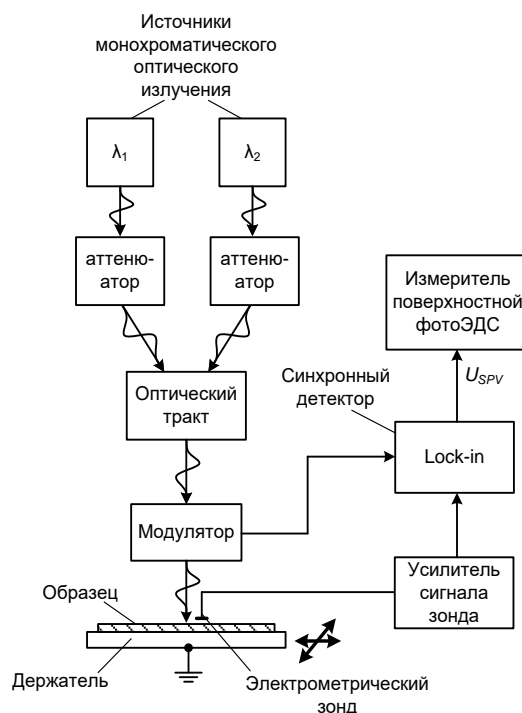 Источники
монохроматического
оптического
излучения
λ1
λ2
аттеню-
атор
аттеню-
атор
Измеритель
поверхностной
фотоЭДС
Оптический
тракт
Синхронный
детектор
USPV
Lock-in
Модулятор
Образец
Усилитель
сигнала
зонда
Держатель
Электрометрический
зонд